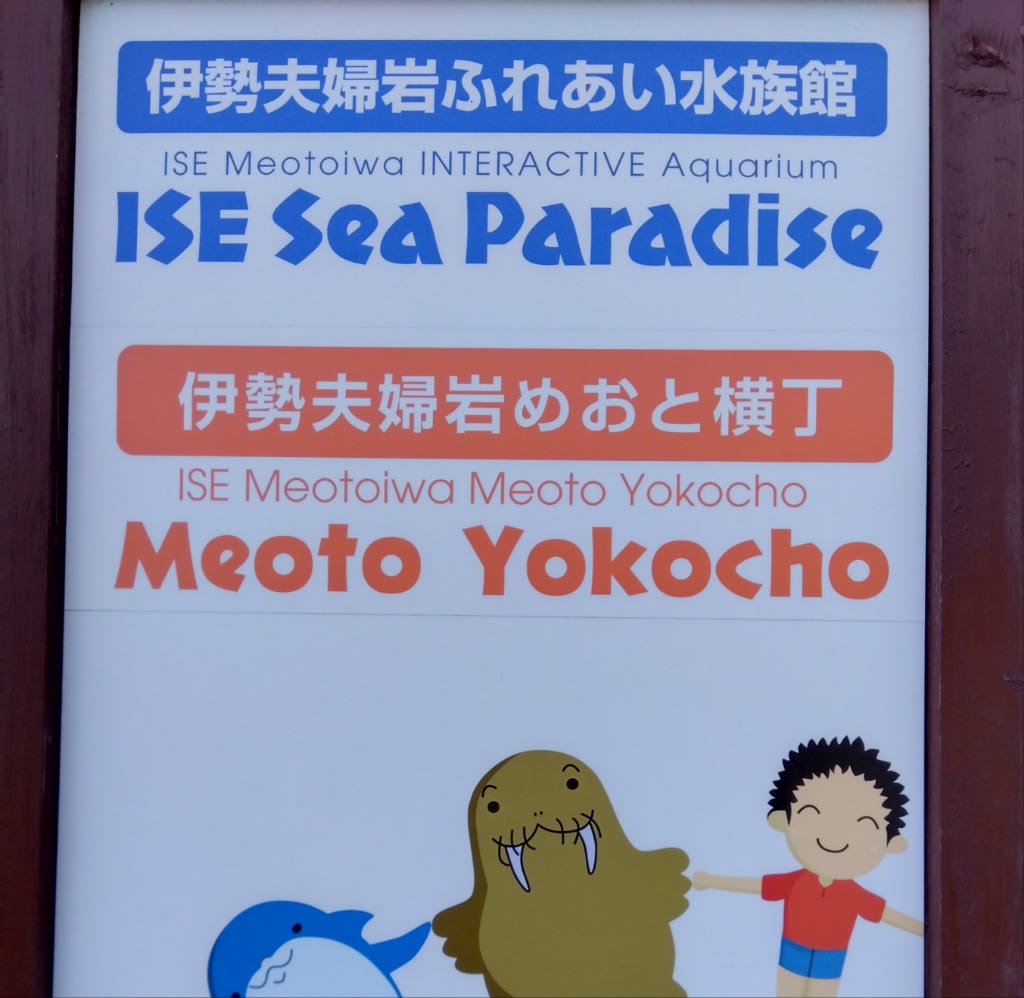 伊勢夫婦岩ふれあい水族館
ISE Meotoiwa INTERACTIVE Aquarium
ISE Sea Paradise
伊勢夫婦岩めおと横丁
ISE Meotoiwa Meoto Yokocho
Meoto Yokocho